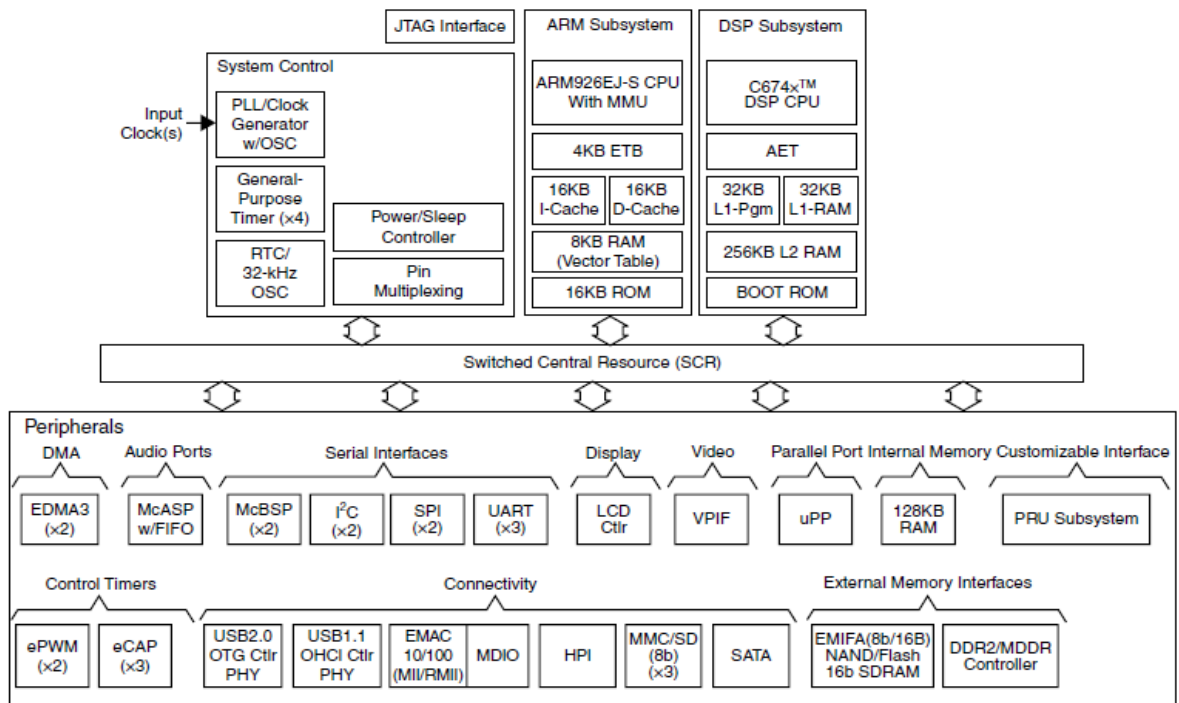 JTAG Interface
System Control
Input
Clock(s)
PLL/Clock
Generator
w/OSC
General-
Purpose
Timer (×4)
RTC/
32-kHz
OSC
Power/Sleep
Controller
Pin
Multiplexing
ARM Subsystem
ARM926EJ-S CPU
With MMU
4KB ETB
16KB
I-Cache
16KB
D-Cache
8KB RAM
(Vector Table)
16KB ROM
DSP Subsystem
C674x™
DSP CPU
AET
32KB
L1-Pgm
32KB
L1-RAM
256KB L2 RAM
BOOT ROM
Switched Central Resource (SCR)
Peripherals
DMA
EDMA3
(×2)
Audio Ports
McASP
w/FIFO
Serial Interfaces
McBSP
(×2)
I²C
(×2)
SPI
(×2)
UART
(×3)
Display
LCD
Ctlr
Video
VPIF
Parallel Port
uPP
Internal Memory
128KB
RAM
Customizable Interface
PRU Subsystem
Control Timers
ePWM
(×2)
eCAP
(×3)
Connectivity
USB2.0
OTG Ctlr
PHY
USB1.1
OHCI Ctlr
PHY
EMAC
10/100
(MII/RMII)
MDIO
HPI
MMC/SD
(8b)
(×3)
SATA
External Memory Interfaces
EMIFA(8b/16B)
NAND/Flash
16b SDRAM
DDR2/MDDR
Controller